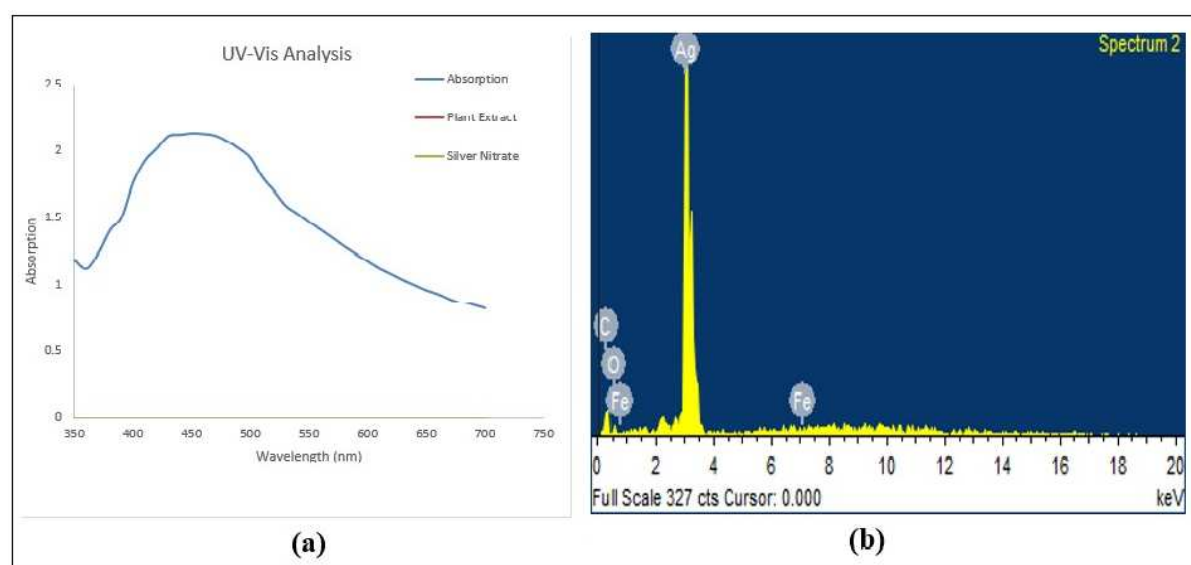 UV-Vis Analysis
Absorption
Plant Extract
Silver Nitrate
2.5
2
1.5
1
0.5
0
Absorption
350 400 450 500 550 600 650 700 750
Wavelength (nm)
(a)
Spectrum 2
Ag
C
O
Fe
Fe
0 2 4 6 8 10 12 14 16 18 20
Full Scale 327 cts Cursor: 0.000 keV
(b)